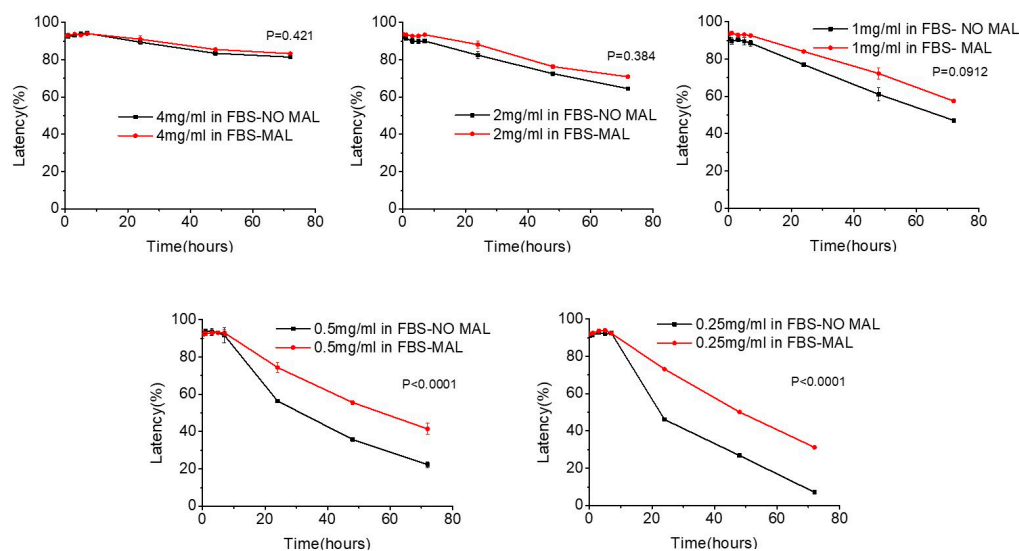 100
80
60
40
20
0
Latency(%)
P=0.421
4mg/ml in FBS-NO MAL
4mg/ml in FBS-MAL
0 20 40 60 80
Time(hours)
100
80
60
40
20
0
Latency(%)
P=0.384
2mg/ml in FBS-NO MAL
2mg/ml in FBS-MAL
0 20 40 60 80
Time(hours)
100
80
60
40
20
0
Latency(%)
1mg/ml in FBS- NO MAL
1mg/ml in FBS- MAL
P=0.0912
0 20 40 60 80
Time(hours)
100
80
60
40
20
0
Latency(%)
0.5mg/ml in FBS-NO MAL
0.5mg/ml in FBS-MAL
P<0.0001
0 20 40 60 80
Time(hours)
100
80
60
40
20
0
Latency(%)
0.25mg/ml in FBS-NO MAL
0.25mg/ml in FBS-MAL
P<0.0001
0 20 40 60 80
Time(hours)